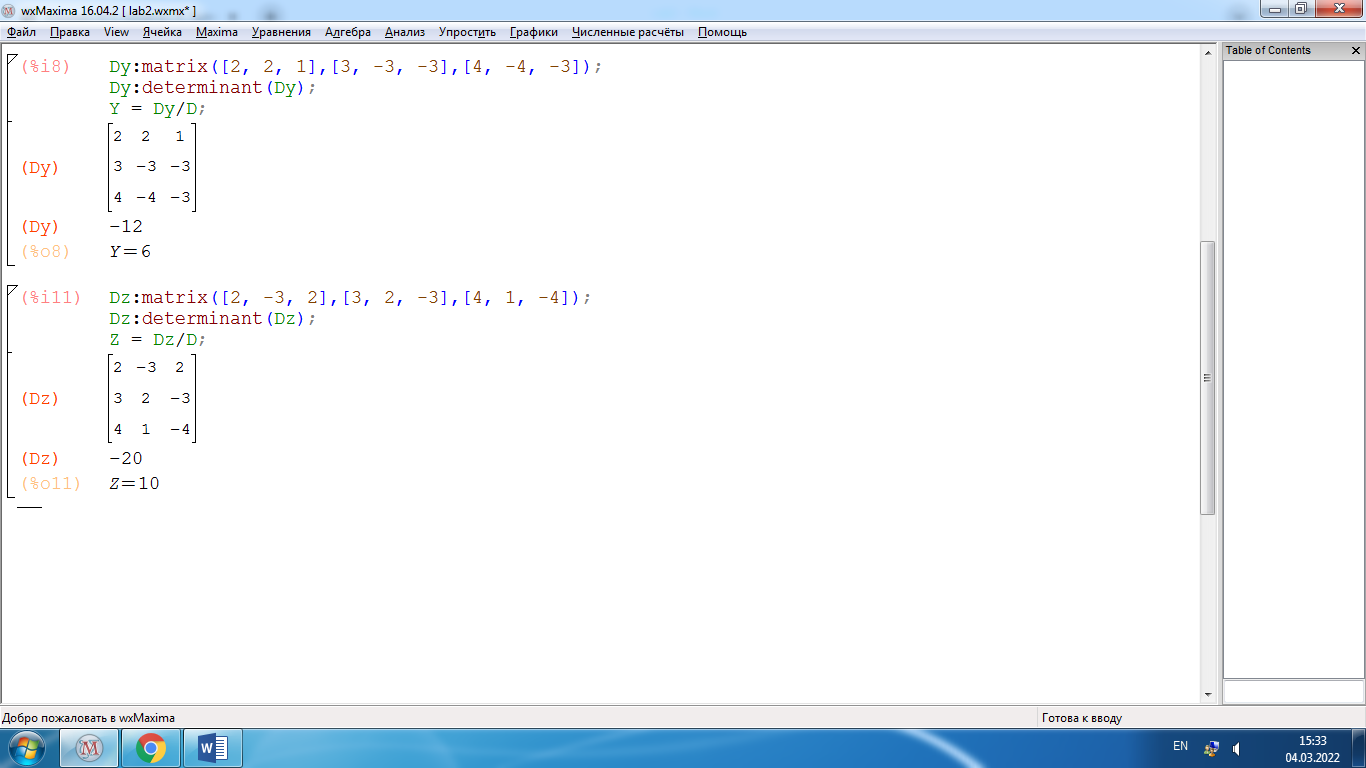 wxMaxima 16.04.2 [ lab2.wxmx* ]
Файл Правка View Ячейка Maxima Уравнения Алгебра Анализ Упростить Графики Численные расчёты Помощь
Table of Contents
(%i8) Dy:matrix([2, 2, 1],[3, −3, −3],[4, −4, −3]);
Dy:determinant(Dy);
Y = Dy/D;
2 2 1
(Dy) 3 −3 −3
4 −4 −3
(Dy) −12
(%o8) Y=6
(%i11) Dz:matrix([2, −3, 2],[3, 2, −3],[4, 1, −4]);
Dz:determinant(Dz);
Z = Dz/D;
2 −3 2
(Dz) 3 2 −3
4 1 −4
(Dz) −20
(%o11) Z=10
Добро пожаловать в wxMaxima Готова к вводу
EN 15:33
04.03.2022